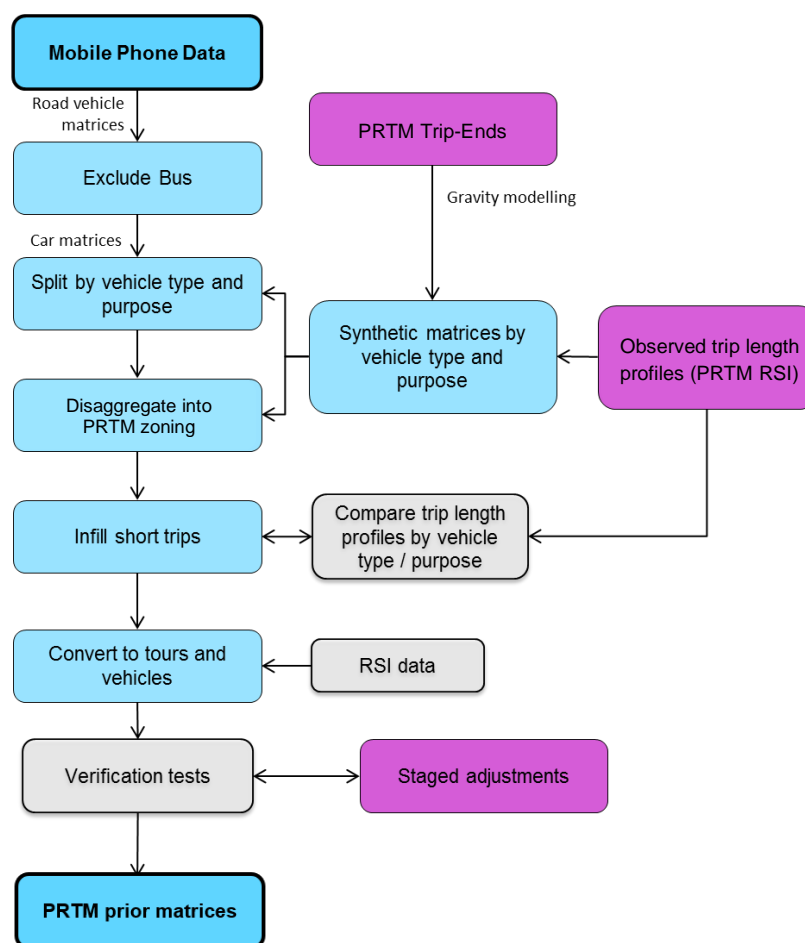 Mobile Phone Data
Road vehicle
matrices
PRTM Trip-Ends
Exclude Bus
Gravity modelling
Car matrices
Split by vehicle type and
purpose
Synthetic matrices by
vehicle type and
purpose
Observed trip length
profiles (PRTM RSI)
Disaggregate into
PRTM zoning
Infill short trips
Compare trip length
profiles by vehicle
type / purpose
Convert to tours and
vehicles
RSI data
Verification tests
Staged adjustments
PRTM prior matrices